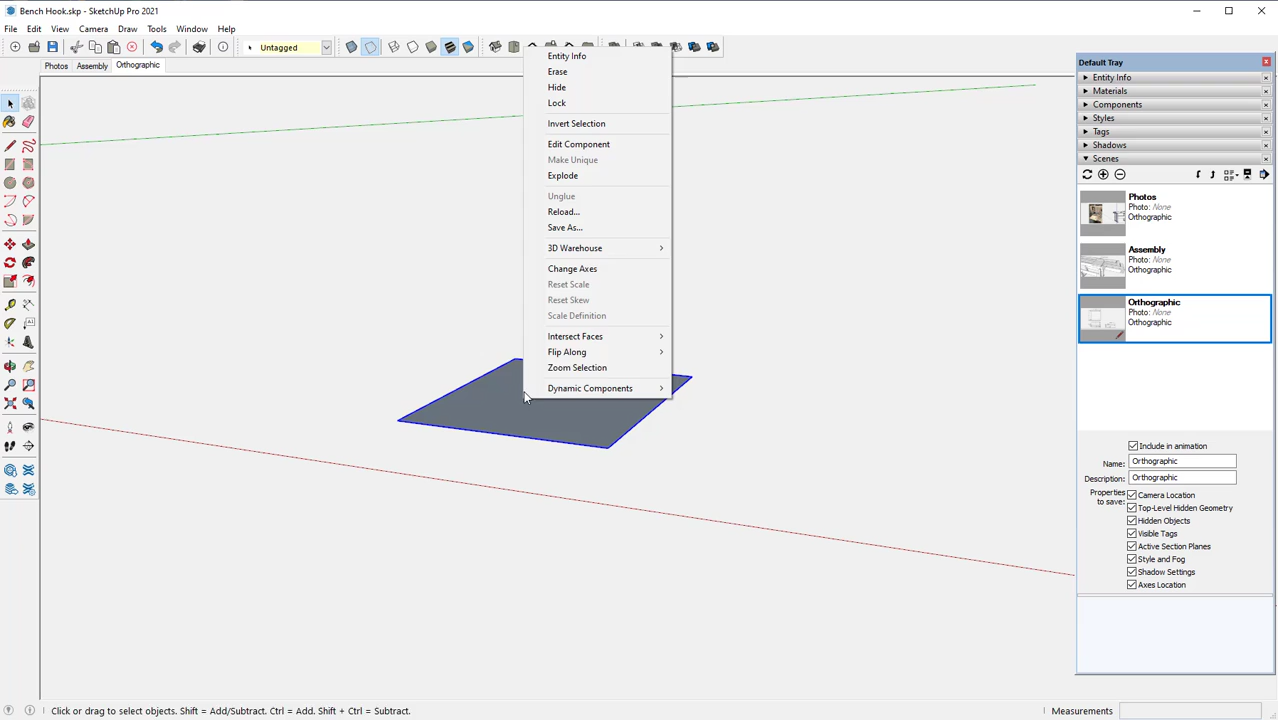 Bench Hook.skp - SketchUp Pro 2021
File Edit View Camera Draw Tools Window Help
Untagged
Photos Assembly Orthographic
Entity Info
Erase
Hide
Lock
Invert Selection
Edit Component
Make Unique
Explode
Unglue
Reload...
Save As...
3D Warehouse
Change Axes
Reset Scale
Reset Skew
Scale Definition
Intersect Faces
Flip Along
Zoom Selection
Dynamic Components
Default Tray
Entity Info
Materials
Components
Styles
Tags
Shadows
Scenes
Photos
Photo: None
Orthographic
Assembly
Photo: None
Orthographic
Orthographic
Photo: None
Orthographic
Include in animation
Name: Orthographic
Description: Orthographic
Properties to save:
Camera Location
Top-Level Hidden Geometry
Hidden Objects
Visible Tags
Active Section Planes
Style and Fog
Shadow Settings
Axes Location
Click or drag to select objects. Shift = Add/Subtract. Ctrl = Add. Shift + Ctrl = Subtract.
Measurements